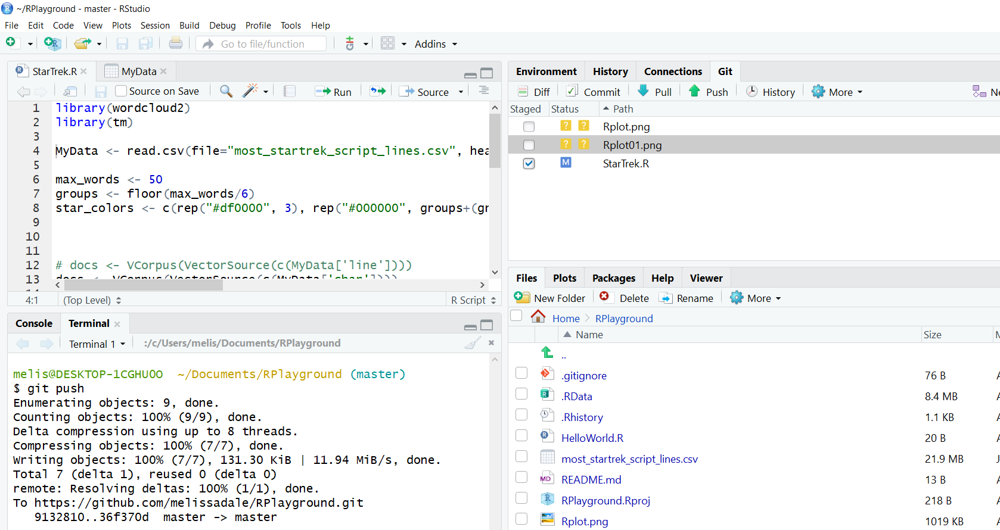 ~/RPlayground - master - RStudio
File Edit Code View Plots Session Build Debug Profile Tools Help
Go to file/function Addins
StarTrek.R MyData
Source on Save Run Source
1 library(wordcloud2)
2 library(tm)
3
4 MyData <- read.csv(file="most_startrek_script_lines.csv", hea
5
6 max_words <- 50
7 groups <- floor(max_words/6)
8 star_colors <- c(rep("#df0000", 3), rep("#000000", groups+(gr
9
10
11
12 # docs <- VCorpus(VectorSource(c(MyData['line'])))
13 docs <- VCorpus(VectorSource(c(MyData['char'])))
4:1 (Top Level) R Script
Console Terminal
Terminal 1 :/c/Users/melis/Documents/RPlayground
melis@DESKTOP-1CGHU0O ~/Documents/RPlayground (master)
$ git push
Enumerating objects: 9, done.
Counting objects: 100% (9/9), done.
Delta compression using up to 8 threads.
Compressing objects: 100% (7/7), done.
Writing objects: 100% (7/7), 131.30 KiB | 11.94 MiB/s, done.
Total 7 (delta 1), reused 0 (delta 0)
remote: Resolving deltas: 100% (1/1), done.
To https://github.com/melissadale/RPlayground.git
9132810..36f370d master -> master
Environment History Connections Git
Diff Commit Pull Push History More Ne
Staged Status Path
? ? Rplot.png
? ? Rplot01.png
M StarTrek.R
Files Plots Packages Help Viewer
New Folder Delete Rename More
Home RPlayground
Name Size M
..
.gitignore 76 B A
.RData 8.4 MB A
.Rhistory 1.1 KB A
HelloWorld.R 20 B A
most_startrek_script_lines.csv 21.9 MB J
README.md 13 B A
RPlayground.Rproj 218 B A
Rplot.png 1019 KB A